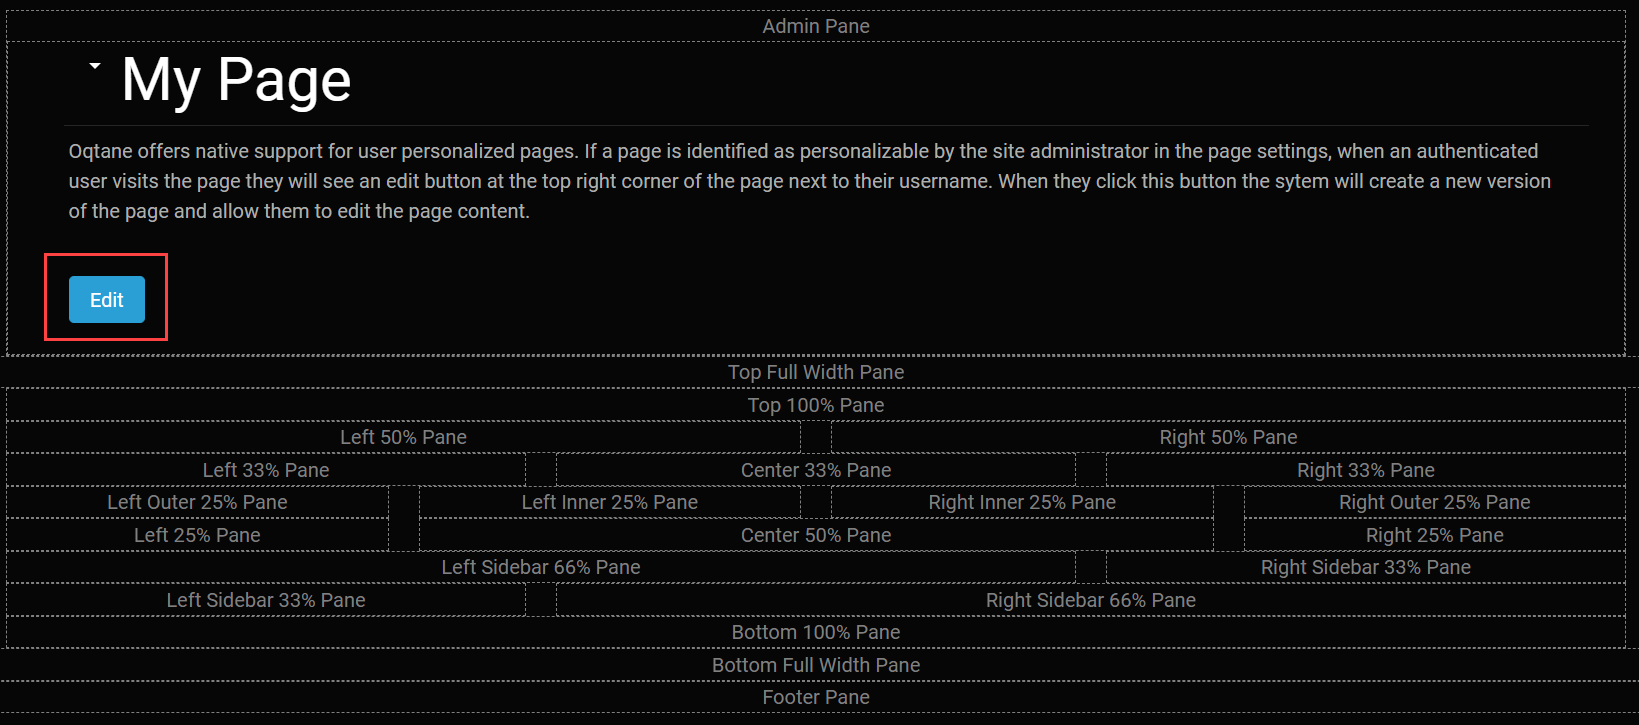 Admin Pane
My Page
Oqtane offers native support for user personalized pages. If a page is identified as personalizable by the site administrator in the page settings, when an authenticated
user visits the page they will see an edit button at the top right corner of the page next to their username. When they click this button the sytem will create a new version
of the page and allow them to edit the page content.
Edit
Top Full Width Pane
Top 100% Pane
Left 50% Pane
Right 50% Pane
Left 33% Pane
Center 33% Pane
Right 33% Pane
Left Outer 25% Pane
Left Inner 25% Pane
Right Inner 25% Pane
Right Outer 25% Pane
Left 25% Pane
Center 50% Pane
Right 25% Pane
Left Sidebar 66% Pane
Right Sidebar 33% Pane
Left Sidebar 33% Pane
Right Sidebar 66% Pane
Bottom 100% Pane
Bottom Full Width Pane
Footer Pane